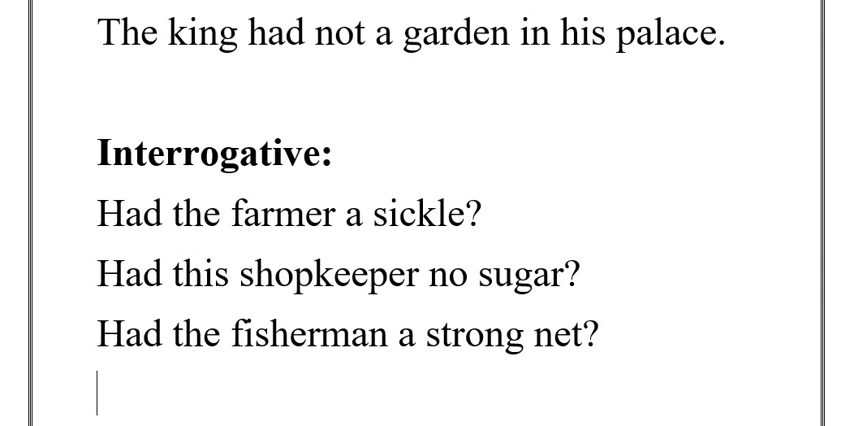 The king had not a garden in his palace.
Interrogative:
Had the farmer a sickle?
Had this shopkeeper no sugar?
Had the fisherman a strong net?